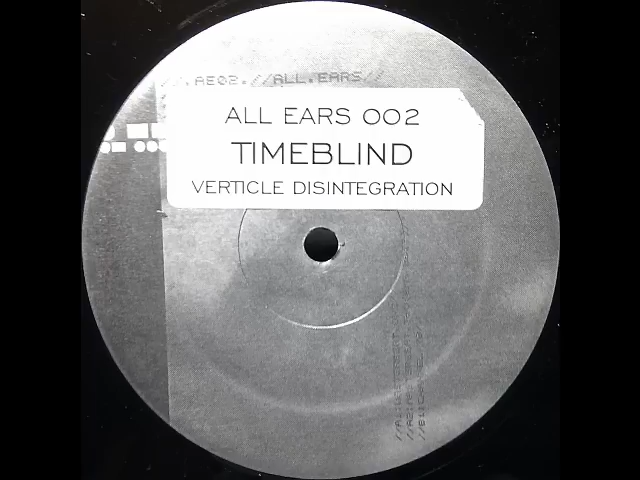 //.AE02.//ALL.EARS//
ALL EARS 002
TIMEBLIND
VERTICLE DISINTEGRATION